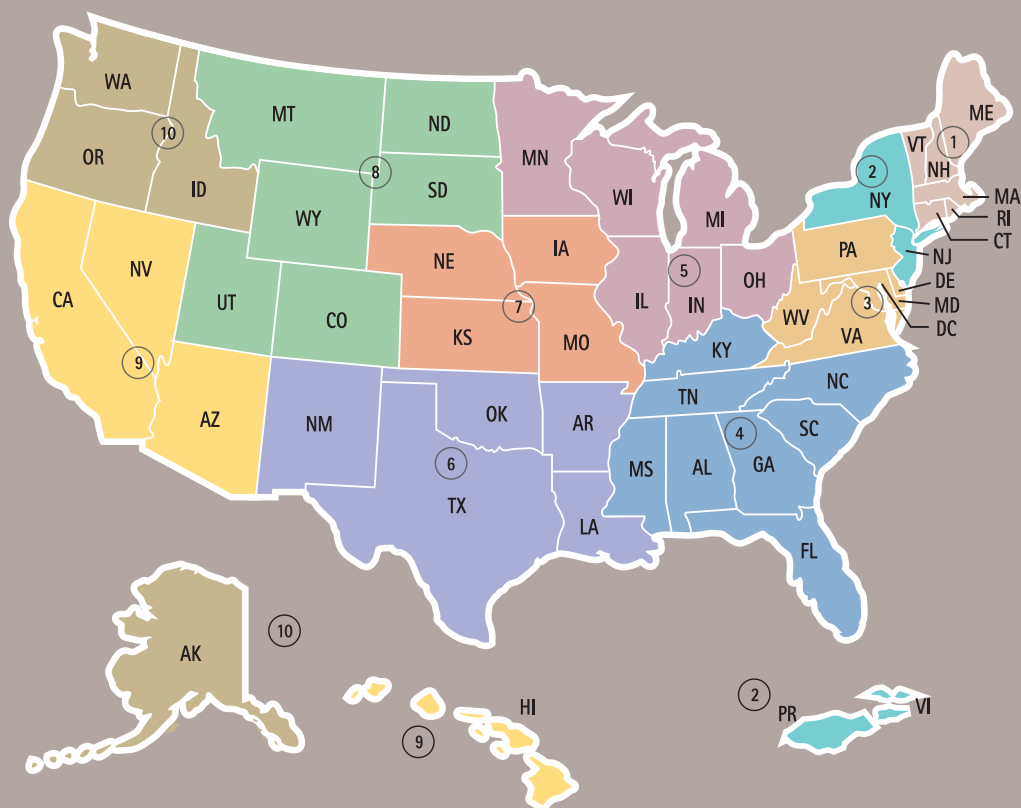 WA
ME
MT
ND
VT
1
10
MN
OR
8
2
NH
ID
SD
WI
NY
MA
MI
RI
WY
CT
IA
PA
NJ
NE
NV
5
OH
DE
CA
UT
7
IL
IN
3
MD
CO
WV
DC
KS
MO
VA
KY
9
NC
TN
AZ
NM
OK
AR
SC
4
6
MS
AL
GA
TX
LA
FL
10
AK
2
HI
VI
PR
9